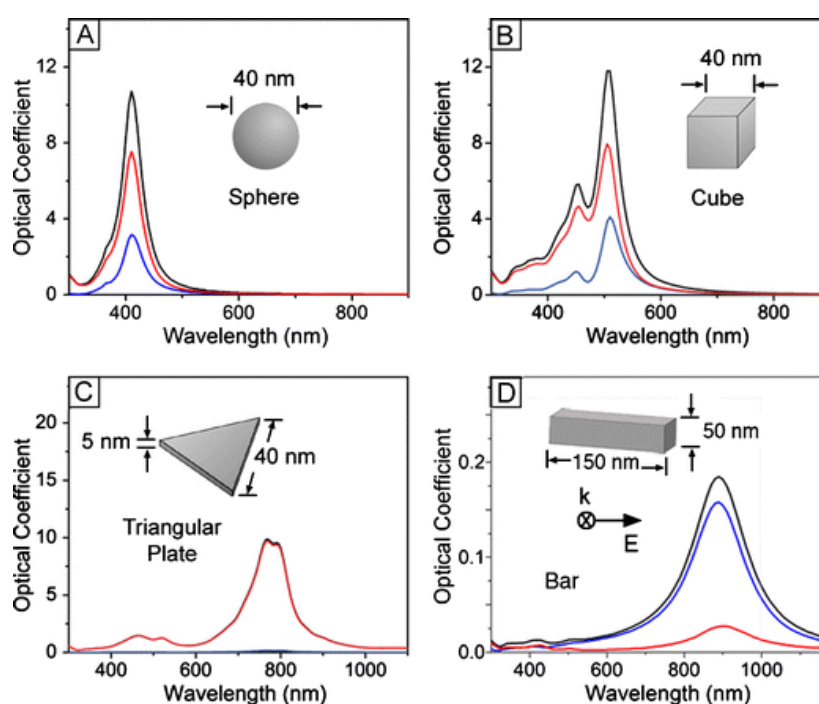 A
12
8
4
0
400
600
800
Optical Coefficient
Wavelength (nm)
40 nm
Sphere
B
12
8
4
0
400
600
800
Optical Coefficient
Wavelength (nm)
40 nm
Cube
C
20
15
10
5
0
400
600
800
1000
Optical Coefficient
Wavelength (nm)
5 nm
40 nm
Triangular
Plate
D
0.2
0.1
0
400
600
800
1000
Optical Coefficient
Wavelength (nm)
50 nm
150 nm
k
E
Bar